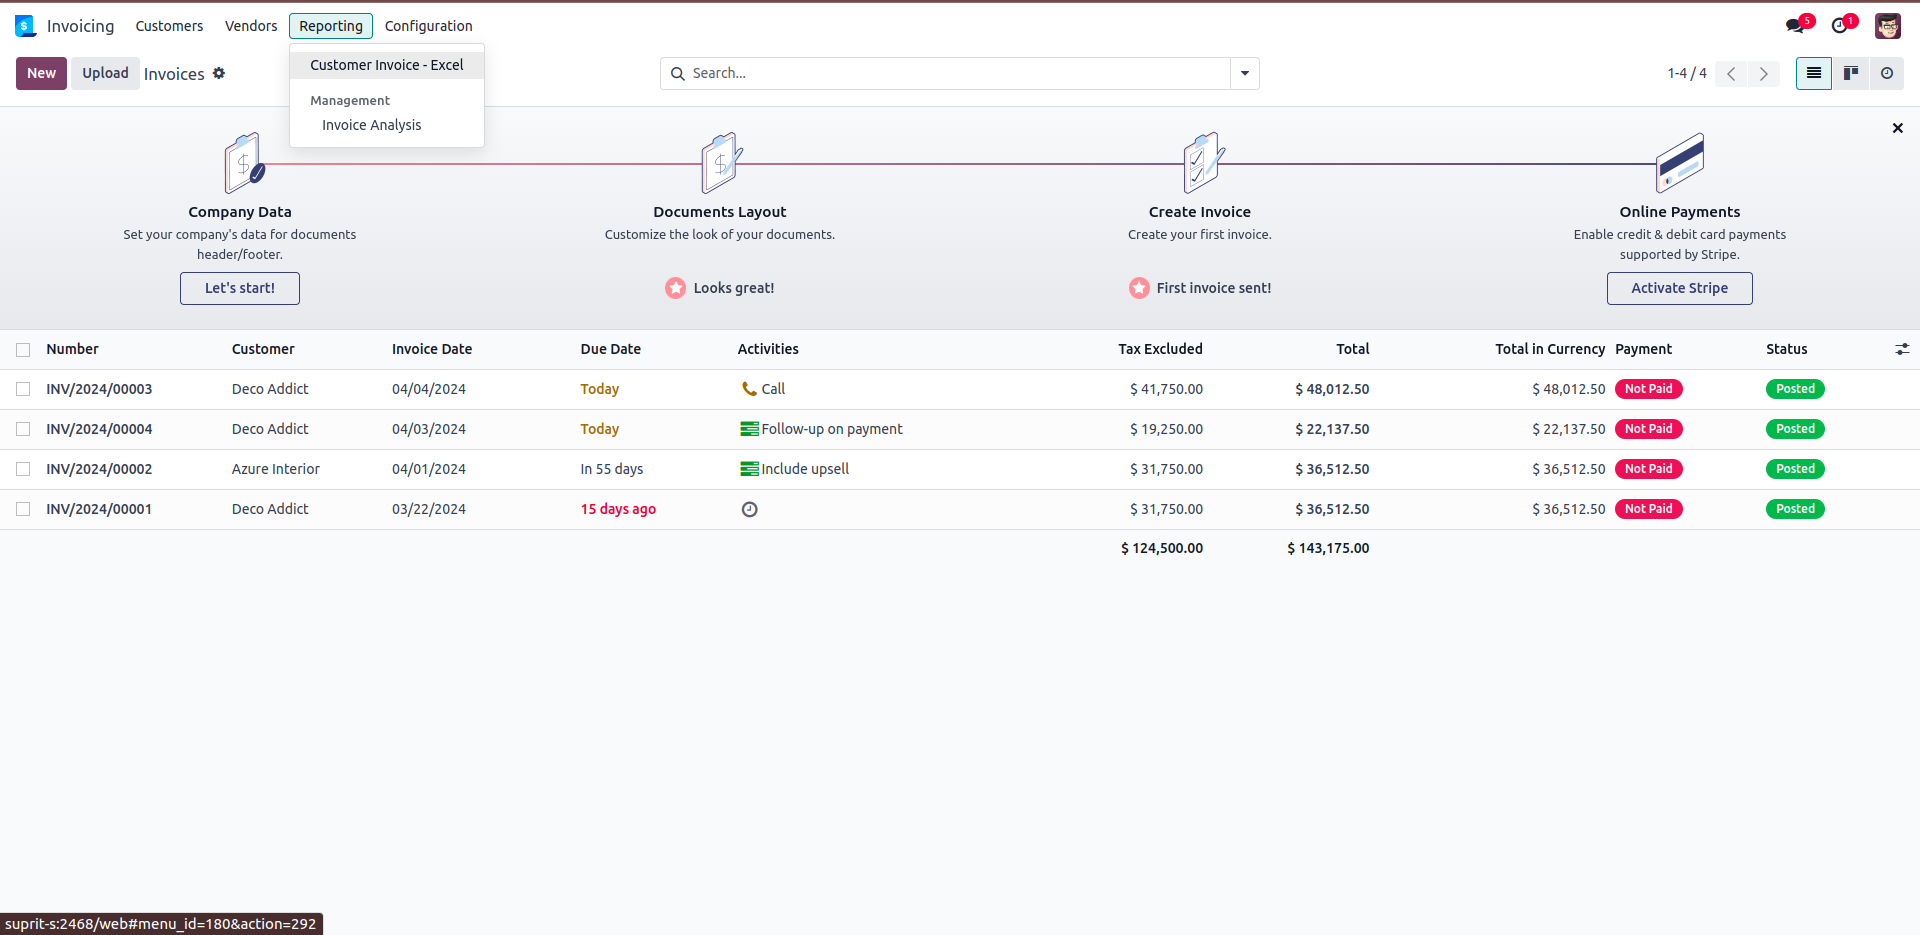 Invoicing Customers Vendors Reporting Configuration 5 1
Customer Invoice - Excel
Management
Invoice Analysis
New Upload Invoices Search... 1-4 / 4
Company Data
Set your company's data for documents
header/footer.
Let's start!
Documents Layout
Customize the look of your documents.
Looks great!
Create Invoice
Create your first invoice.
First invoice sent!
Online Payments
Enable credit & debit card payments
supported by Stripe.
Activate Stripe
Number Customer Invoice Date Due Date Activities Tax Excluded Total Total in Currency Payment Status
INV/2024/00003 Deco Addict 04/04/2024 Today Call $ 41,750.00 $ 48,012.50 $ 48,012.50 Not Paid Posted
INV/2024/00004 Deco Addict 04/03/2024 Today Follow-up on payment $ 19,250.00 $ 22,137.50 $ 22,137.50 Not Paid Posted
INV/2024/00002 Azure Interior 04/01/2024 In 55 days Include upsell $ 31,750.00 $ 36,512.50 $ 36,512.50 Not Paid Posted
INV/2024/00001 Deco Addict 03/22/2024 15 days ago $ 31,750.00 $ 36,512.50 $ 36,512.50 Not Paid Posted
$ 124,500.00 $ 143,175.00
suprit-s:2468/web#menu_id=180&action=292